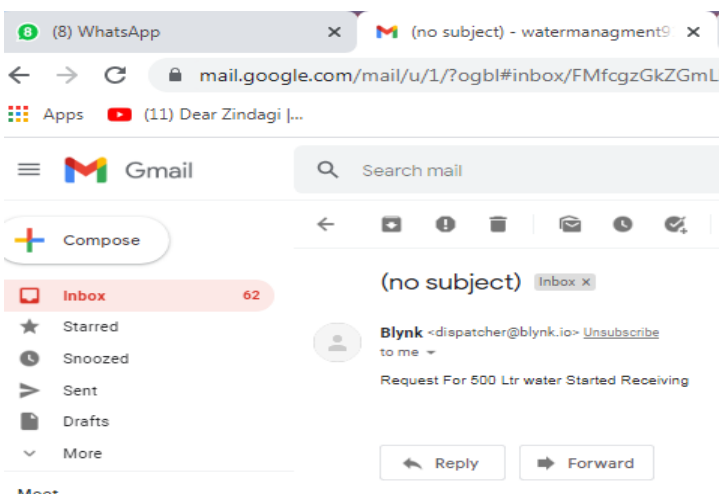 8 (8) WhatsApp × (no subject) - watermanagment9 ×
mail.google.com/mail/u/1/?ogbl#inbox/FMfcgzGkZGmL
Apps (11) Dear Zindagi |...
Gmail Search mail
Compose
(no subject) Inbox ×
Inbox 62
Starred
Blynk <dispatcher@blynk.io> Unsubscribe
to me
Snoozed
Request For 500 Ltr water Started Receiving
Sent
Drafts
More
Reply Forward
Meet